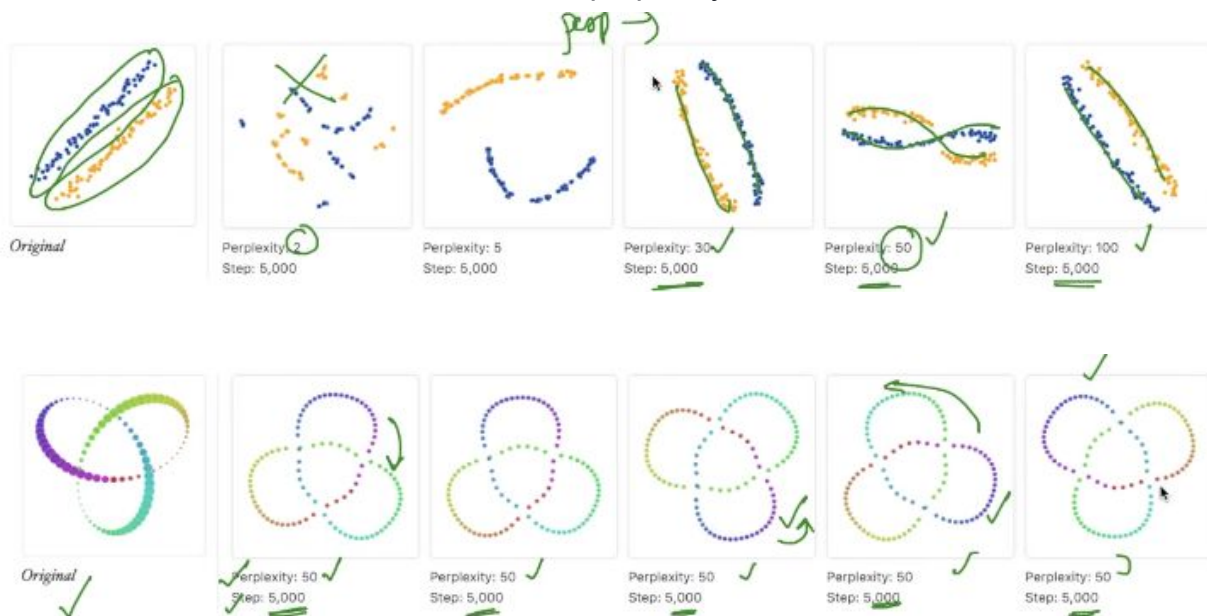 perp →
Original
Perplexity: 2
Step: 5,000
Perplexity: 5
Step: 5,000
Perplexity: 30
Step: 5,000
Perplexity: 50
Step: 5,000
Perplexity: 100
Step: 5,000
Original
Perplexity: 50
Step: 5,000
Perplexity: 50
Step: 5,000
Perplexity: 50
Step: 5,000
Perplexity: 50
Step: 5,000
Perplexity: 50
Step: 5,000